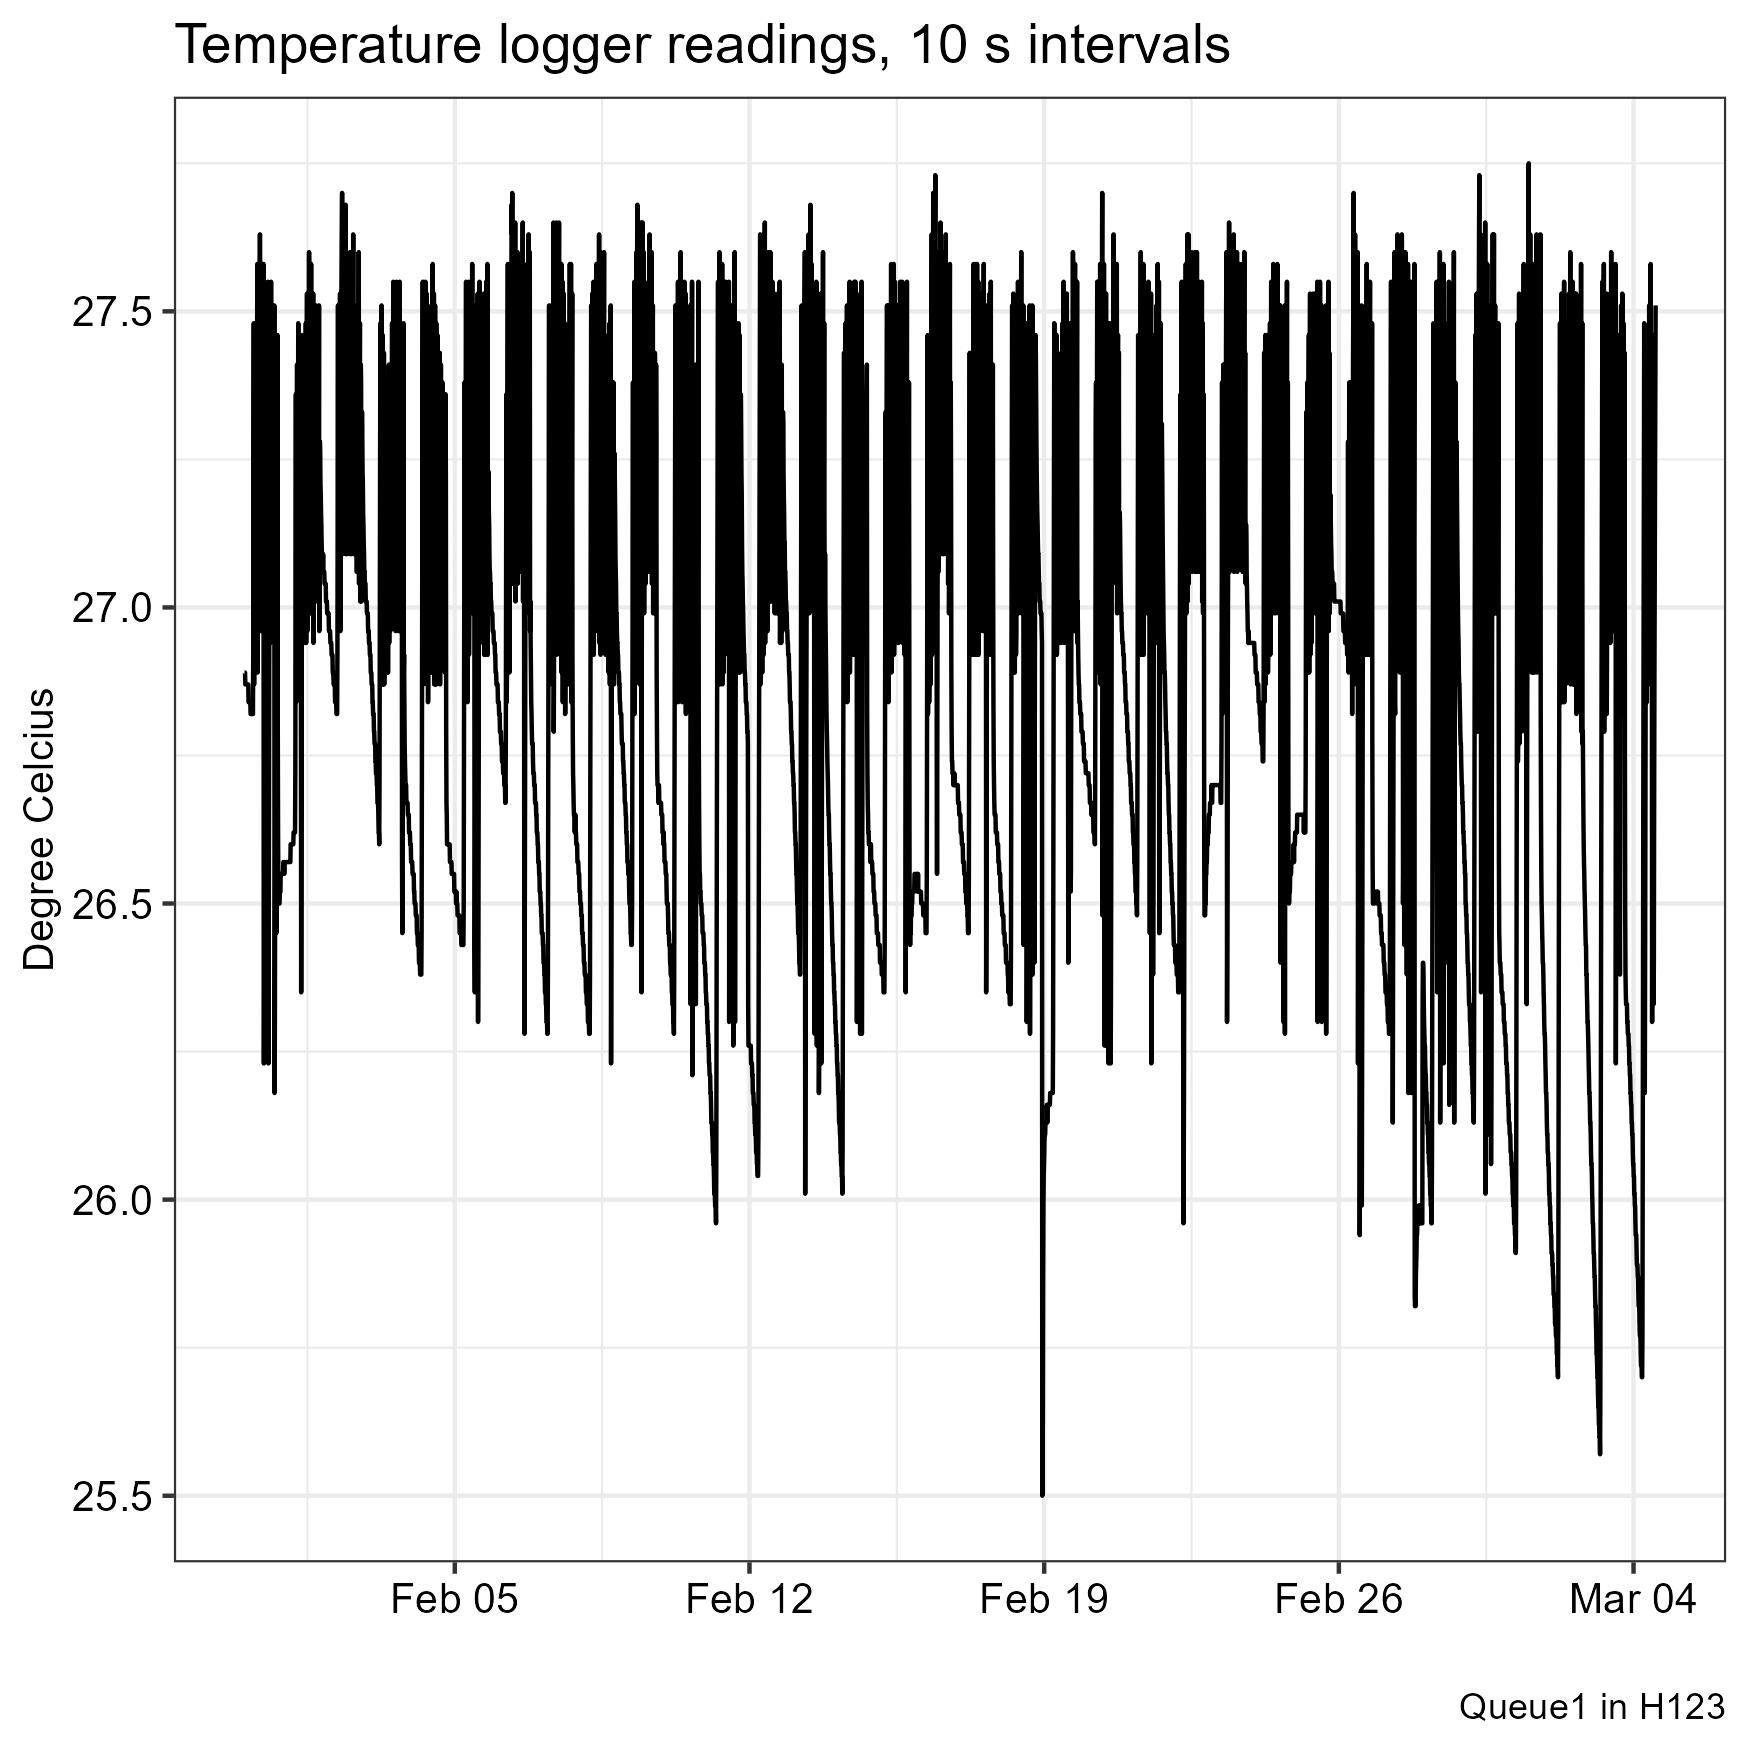 Temperature logger readings, 10 s intervals
Degree Celcius
27.5
27.0
26.5
26.0
25.5
Feb 05
Feb 12
Feb 19
Feb 26
Mar 04
Queue1 in H123